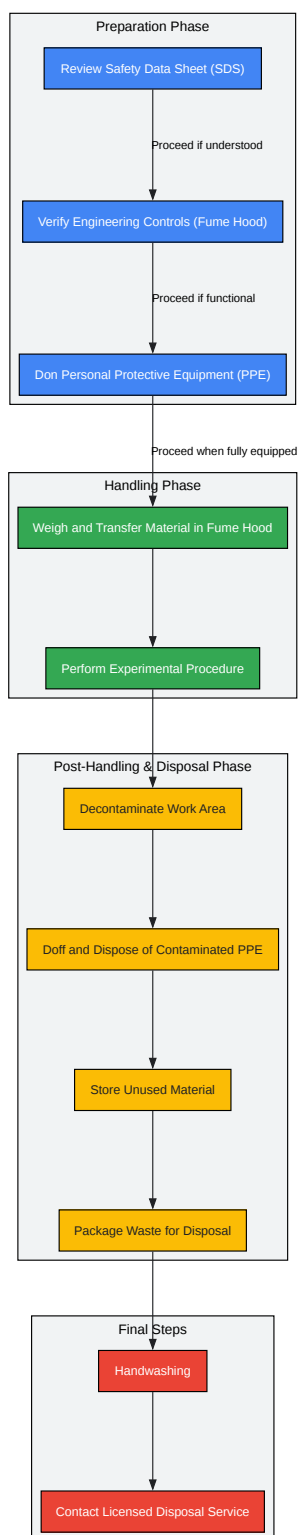 Preparation Phase
Review Safety Data Sheet (SDS)
Proceed if understood
Verify Engineering Controls (Fume Hood)
Proceed if functional
Don Personal Protective Equipment (PPE)
Proceed when fully equipped
Handling Phase
Weigh and Transfer Material in Fume Hood
Perform Experimental Procedure
Post-Handling & Disposal Phase
Decontaminate Work Area
Doff and Dispose of Contaminated PPE
Store Unused Material
Package Waste for Disposal
Final Steps
Handwashing
Contact Licensed Disposal Service